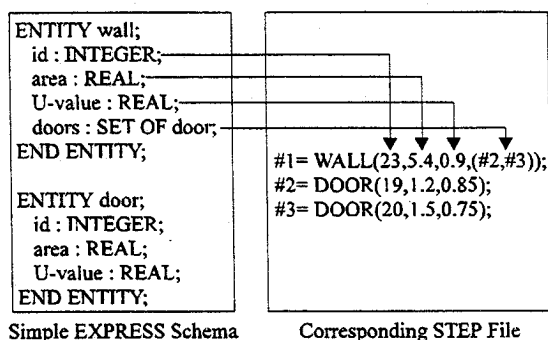 ENTITY wall;
id : INTEGER;
area : REAL;
U-value : REAL;
doors : SET OF door;
END ENTITY;
ENTITY door;
id : INTEGER;
area : REAL;
U-value : REAL;
END ENTITY;
Simple EXPRESS Schema
#1= WALL(23,5.4,0.9,(#2,#3));
#2= DOOR(19,1.2,0.85);
#3= DOOR(20,1.5,0.75);
Corresponding STEP File